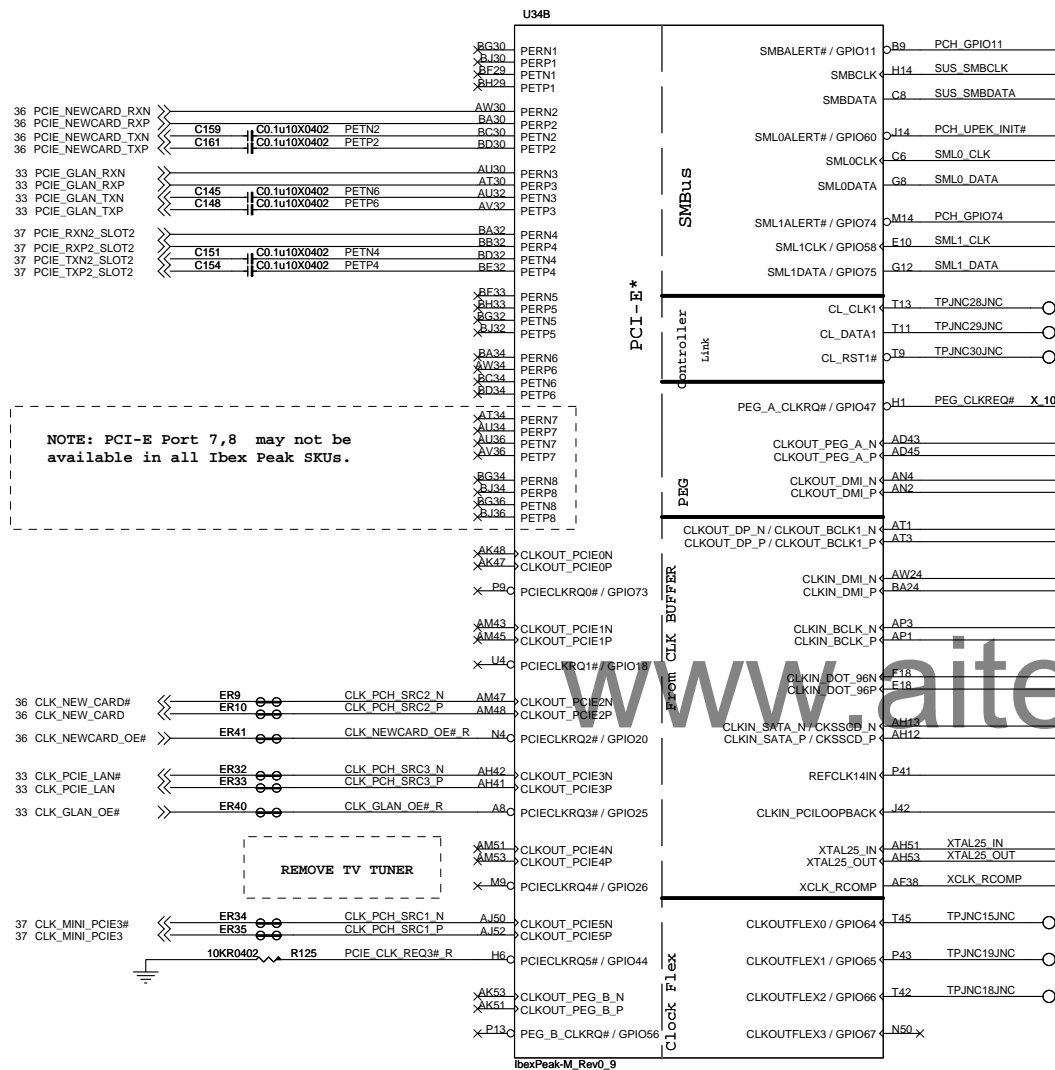 U34B
BG30 PERN1
BJ30 PERP1
BF29 PETN1
BH29 PETP1
36 PCIE_NEWCARD_RXN AW30 PERN2
36 PCIE_NEWCARD_RXP BA30 PERP2
36 PCIE_NEWCARD_TXN C159 C0.1u10X0402 PETN2 BC30 PETN2
36 PCIE_NEWCARD_TXP C161 C0.1u10X0402 PETP2 BD30 PETP2
33 PCIE_GLAN_RXN AU30 PERN3
33 PCIE_GLAN_RXP AT30 PERP3
33 PCIE_GLAN_TXN C145 C0.1u10X0402 PETN6 AU32 PETN3
33 PCIE_GLAN_TXP C148 C0.1u10X0402 PETP6 AV32 PETP3
37 PCIE_RXN2_SLOT2 BA32 PERN4
37 PCIE_RXP2_SLOT2 BB32 PERP4
37 PCIE_TXN2_SLOT2 C151 C0.1u10X0402 PETN4 BD32 PETN4
37 PCIE_TXP2_SLOT2 C154 C0.1u10X0402 PETP4 BE32 PETP4
BF33 PERN5
BH33 PERP5
BG32 PETN5
BJ32 PETP5
BA34 PERN6
AW34 PERP6
BC34 PETN6
BD34 PETP6
NOTE: PCI-E Port 7,8 may not be
available in all Ibex Peak SKUs.
AT34 PERN7
AU34 PERP7
AU36 PETN7
AV36 PETP7
BG34 PERN8
BJ34 PERP8
BG36 PETN8
BJ36 PETP8
AK48 CLKOUT_PCIE0N
AK47 CLKOUT_PCIE0P
P9 PCIECLKRQ0# / GPIO73
AM43 CLKOUT_PCIE1N
AM45 CLKOUT_PCIE1P
U4 PCIECLKRQ1# / GPIO18
36 CLK_NEW_CARD# ER9 CLK_PCH_SRC2_N AM47 CLKOUT_PCIE2N
36 CLK_NEW_CARD ER10 CLK_PCH_SRC2_P AM48 CLKOUT_PCIE2P
36 CLK_NEWCARD_OE# ER41 CLK_NEWCARD_OE#_R N4 PCIECLKRQ2# / GPIO20
33 CLK_PCIE_LAN# ER32 CLK_PCH_SRC3_N AH42 CLKOUT_PCIE3N
33 CLK_PCIE_LAN ER33 CLK_PCH_SRC3_P AH41 CLKOUT_PCIE3P
33 CLK_GLAN_OE# ER40 CLK_GLAN_OE#_R A8 PCIECLKRQ3# / GPIO25
REMOVE TV TUNER
AM51 CLKOUT_PCIE4N
AM53 CLKOUT_PCIE4P
M9 PCIECLKRQ4# / GPIO26
37 CLK_MINI_PCIE3# ER34 CLK_PCH_SRC1_N AJ50 CLKOUT_PCIE5N
37 CLK_MINI_PCIE3 ER35 CLK_PCH_SRC1_P AJ52 CLKOUT_PCIE5P
10KR0402 R125 PCIE_CLK_REQ3#_R H6 PCIECLKRQ5# / GPIO44
AK53 CLKOUT_PEG_B_N
AK51 CLKOUT_PEG_B_P
P13 PEG_B_CLKRQ# / GPIO56
PCI-E*
SMBus
SMBALERT# / GPIO11 B9 PCH_GPIO11
SMBCLK H14 SUS_SMBCLK
SMBDATA C8 SUS_SMBDATA
SML0ALERT# / GPIO60 J14 PCH_UPEK_INIT#
SML0CLK C6 SML0_CLK
SML0DATA G8 SML0_DATA
SML1ALERT# / GPIO74 M14 PCH_GPIO74
SML1CLK / GPIO58 E10 SML1_CLK
SML1DATA / GPIO75 G12 SML1_DATA
Controller
Link
CL_CLK1 T13 TPJNC28JNC
CL_DATA1 T11 TPJNC29JNC
CL_RST1# T9 TPJNC30JNC
PEG
PEG_A_CLKRQ# / GPIO47 H1 PEG_CLKREQ# X_10
CLKOUT_PEG_A_N AD43
CLKOUT_PEG_A_P AD45
CLKOUT_DMI_N AN4
CLKOUT_DMI_P AN2
CLKOUT_DP_N / CLKOUT_BCLK1_N AT1
CLKOUT_DP_P / CLKOUT_BCLK1_P AT3
From CLK BUFFER
CLKIN_DMI_N AW24
CLKIN_DMI_P BA24
CLKIN_BCLK_N AP3
CLKIN_BCLK_P AP1
CLKIN_DOT_96N F18
CLKIN_DOT_96P E18
CLKIN_SATA_N / CKSSCD_N AH13
CLKIN_SATA_P / CKSSCD_P AH12
REFCLK14IN P41
CLKIN_PCILOOPBACK J42
XTAL25_IN AH51 XTAL25_IN
XTAL25_OUT AH53 XTAL25_OUT
XCLK_RCOMP AF38 XCLK_RCOMP
Clock Flex
CLKOUTFLEX0 / GPIO64 T45 TPJNC15JNC
CLKOUTFLEX1 / GPIO65 P43 TPJNC19JNC
CLKOUTFLEX2 / GPIO66 T42 TPJNC18JNC
CLKOUTFLEX3 / GPIO67 N50
IbexPeak-M_Rev0_9
www.aite